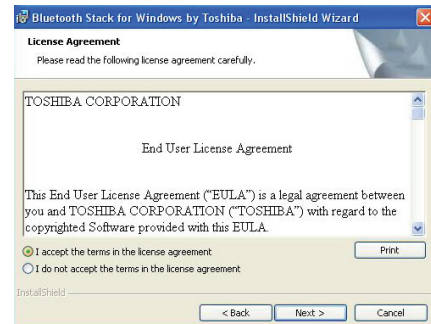 Bluetooth Stack for Windows by Toshiba - InstallShield Wizard
License Agreement
Please read the following license agreement carefully.
TOSHIBA CORPORATION
End User License Agreement
This End User License Agreement ("EULA") is a legal agreement between
you and TOSHIBA CORPORATION ("TOSHIBA") with regard to the
copyrighted Software provided with this EULA.
I accept the terms in the license agreement
Print
I do not accept the terms in the license agreement
InstallShield
< Back
Next >
Cancel